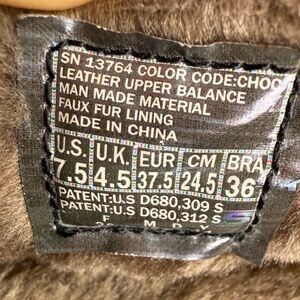 SN 13764 COLOR CODE:CHOC
LEATHER UPPER BALANCE
MAN MADE MATERIAL
FAUX FUR LINING
MADE IN CHINA
U.S. U.K. EUR CM BRA
7.5 4.5 37.5 24.5 36
PATENT:U.S D680,309 S
PATENT:U.S D680,312 S
F M D Y